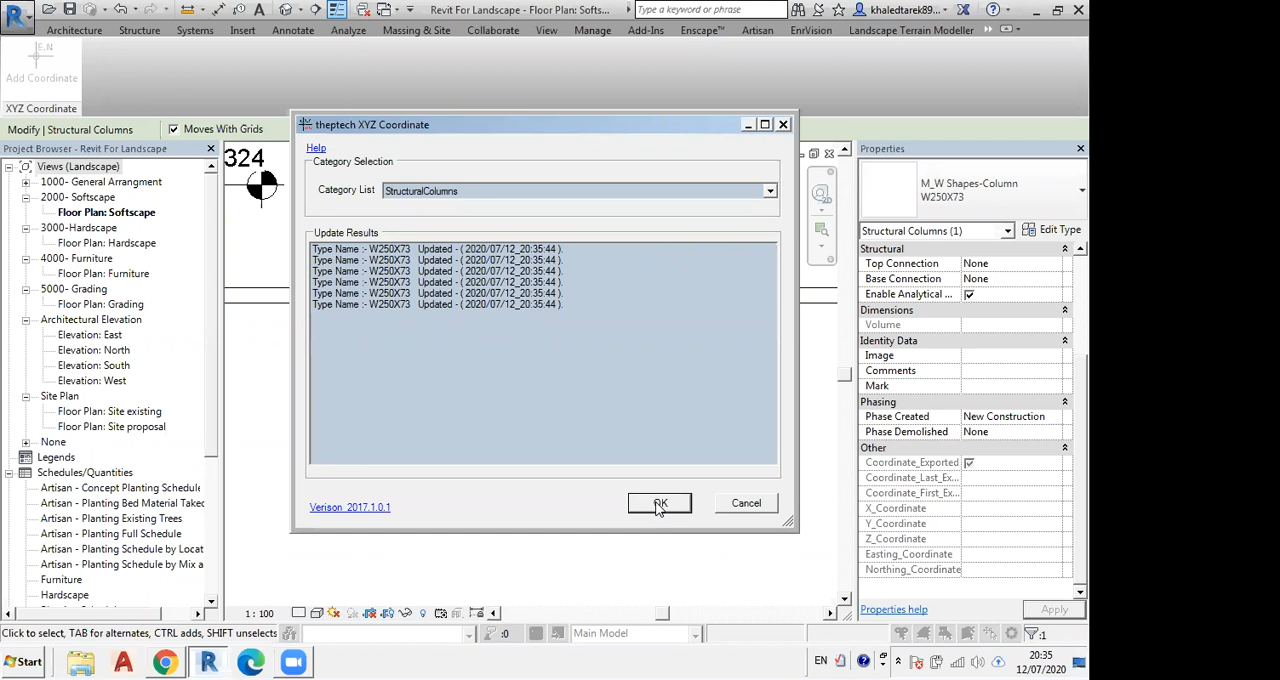 Revit For Landscape - Floor Plan: Softs...
Type a keyword or phrase
khaledtarek89...
Architecture Structure Systems Insert Annotate Analyze Massing & Site Collaborate View Manage Add-Ins Enscape™ Artisan EnVision Landscape Terrain Modeller
E,N
Add Coordinate
XYZ Coordinate
Modify | Structural Columns
Moves With Grids
Project Browser - Revit For Landscape
Views (Landscape)
1000- General Arrangment
2000- Softscape
Floor Plan: Softscape
3000-Hardscape
Floor Plan: Hardscape
4000- Furniture
Floor Plan: Furniture
5000- Grading
Floor Plan: Grading
Architectural Elevation
Elevation: East
Elevation: North
Elevation: South
Elevation: West
Site Plan
Floor Plan: Site existing
Floor Plan: Site proposal
None
Legends
Schedules/Quantities
Artisan - Concept Planting Schedule
Artisan - Planting Bed Material Takeo
Artisan - Planting Existing Trees
Artisan - Planting Full Schedule
Artisan - Planting Schedule by Locat
Artisan - Planting Schedule by Mix a
Furniture
Hardscape
324
theptech XYZ Coordinate
Help
Category Selection
Category List
StructuralColumns
Update Results
Type Name :- W250X73 Updated - ( 2020/07/12_20:35:44 ).
Type Name :- W250X73 Updated - ( 2020/07/12_20:35:44 ).
Type Name :- W250X73 Updated - ( 2020/07/12_20:35:44 ).
Type Name :- W250X73 Updated - ( 2020/07/12_20:35:44 ).
Type Name :- W250X73 Updated - ( 2020/07/12_20:35:44 ).
Type Name :- W250X73 Updated - ( 2020/07/12_20:35:44 ).
Verison 2017.1.0.1
OK
Cancel
Properties
M_W Shapes-Column
W250X73
Structural Columns (1)
Edit Type
Structural
Top Connection None
Base Connection None
Enable Analytical ...
Dimensions
Volume
Identity Data
Image
Comments
Mark
Phasing
Phase Created New Construction
Phase Demolished None
Other
Coordinate_Exported
Coordinate_Last_Ex...
Coordinate_First_Ex...
X_Coordinate
Y_Coordinate
Z_Coordinate
Easting_Coordinate
Northing_Coordinate
Properties help
Apply
1 : 100
Click to select, TAB for alternates, CTRL adds, SHIFT unselects
:0
Main Model
:1
Start
EN
20:35
12/07/2020